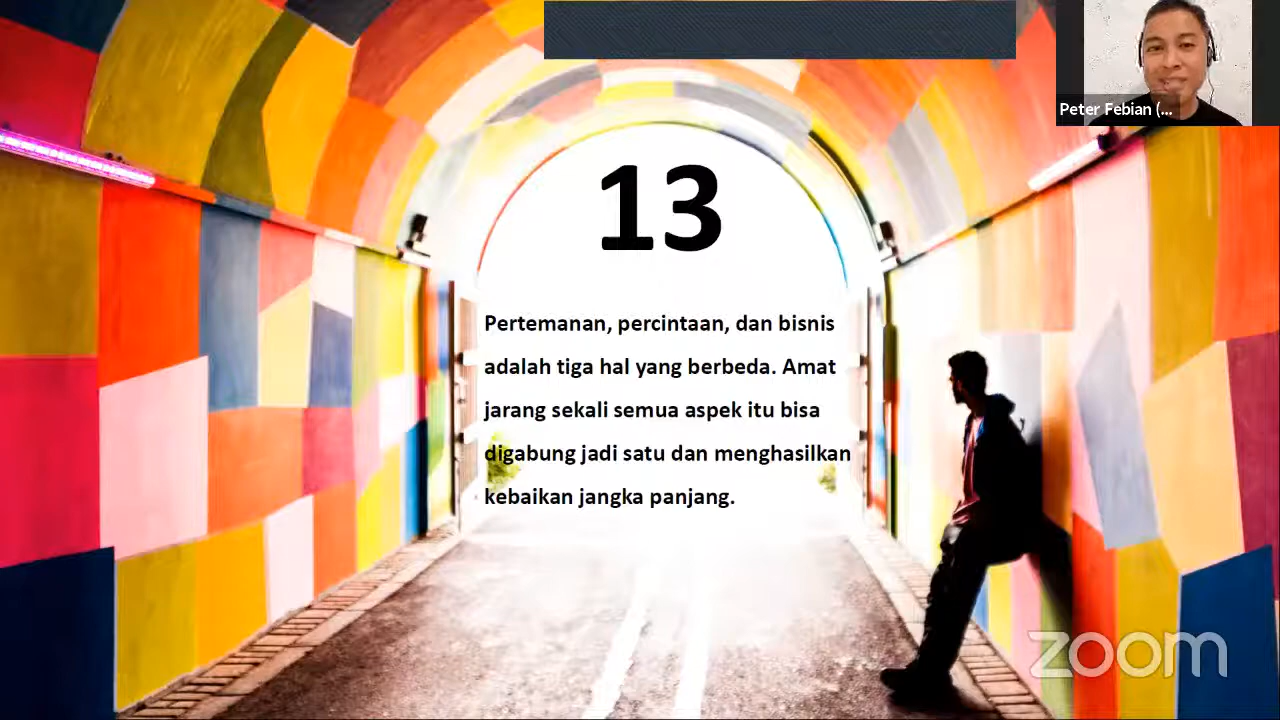 Peter Febian (...
13
Pertemanan, percintaan, dan bisnis
adalah tiga hal yang berbeda. Amat
jarang sekali semua aspek itu bisa
digabung jadi satu dan menghasilkan
kebaikan jangka panjang.
zoom